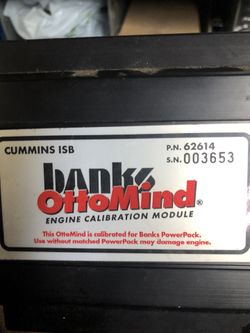 CUMMINS ISB
P.N. 62614
S.N. 003653
banks
OttoMind®
ENGINE CALIBRATION MODULE
This OttoMind is calibrated for Banks PowerPack.
Use without matched PowerPack may damage engine.